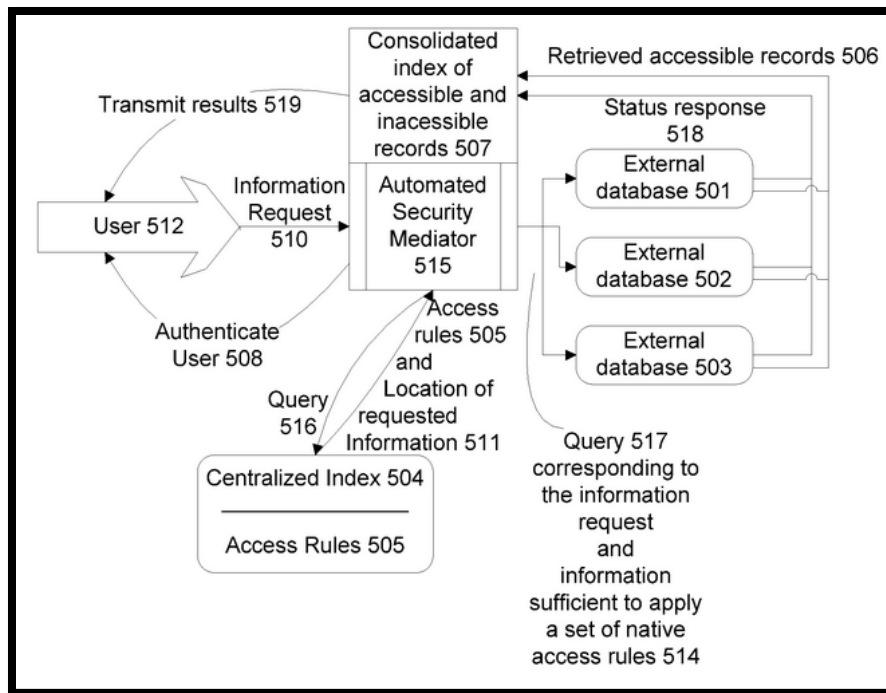 Consolidated
index of
accessible and
inacessible
records 507
Retrieved accessible records 506
Transmit results 519
Status response
518
External
database 501
User 512
Information
Request
510
Automated
Security
Mediator
515
External
database 502
Authenticate
User 508
Access
rules 505
and
Location of
requested
Information 511
External
database 503
Query
516
Centralized Index 504
Access Rules 505
Query 517
corresponding to
the information
request
and
information
sufficient to apply
a set of native
access rules 514